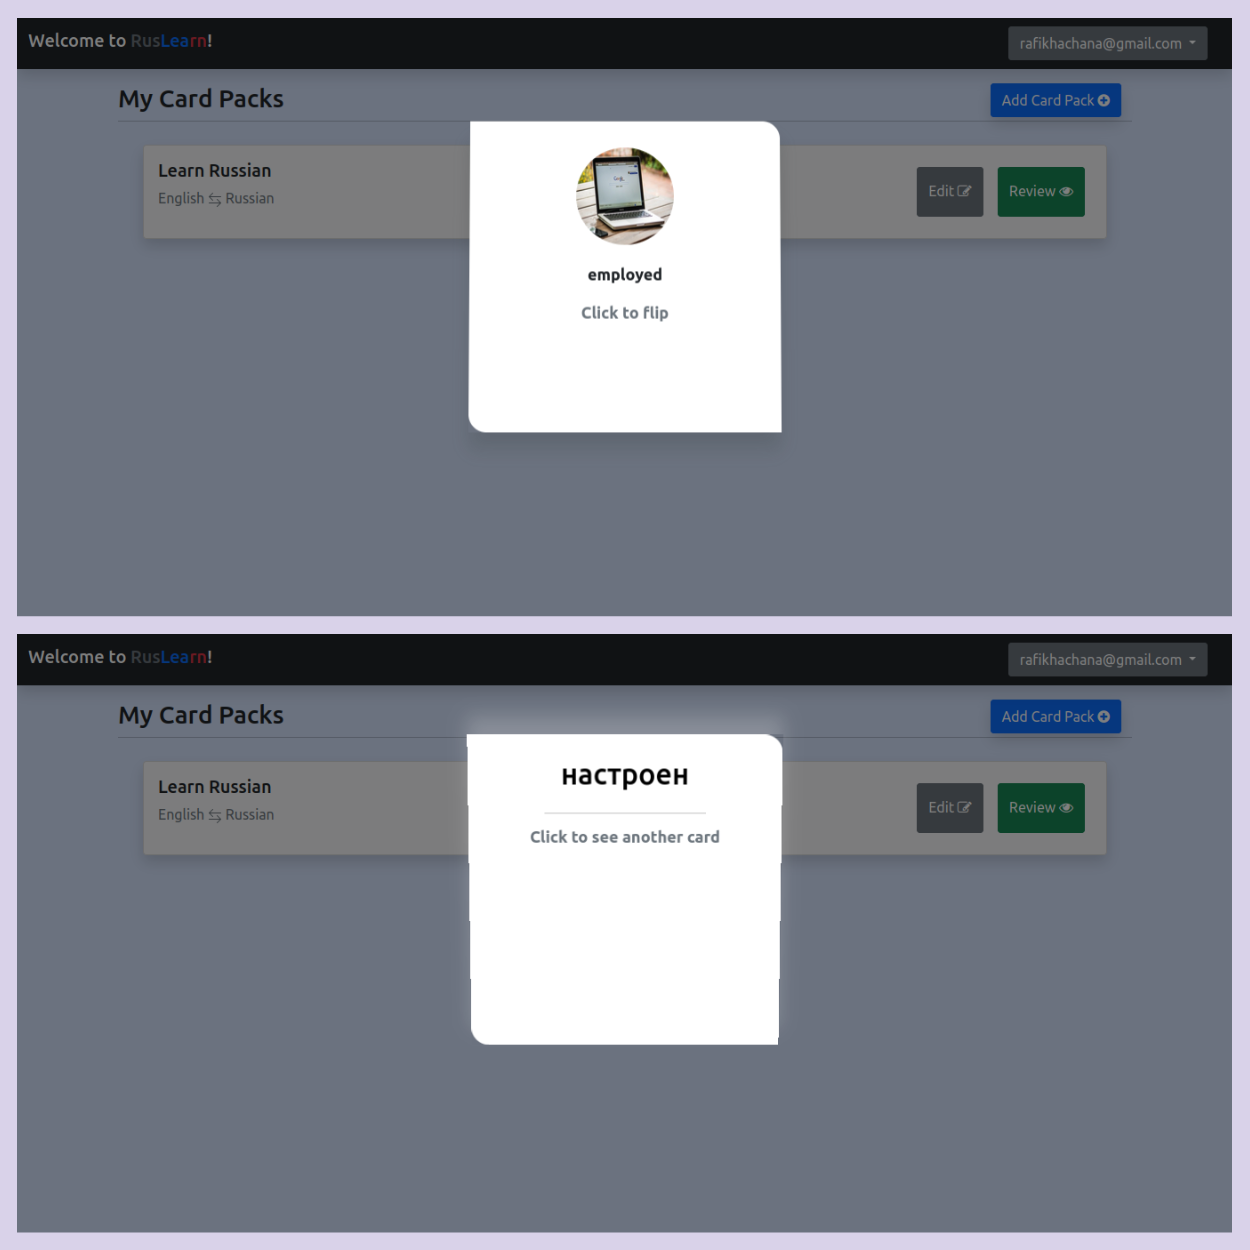 Welcome to RusLearn!
rafikhachana@gmail.com
My Card Packs
Add Card Pack
Learn Russian
English ⇆ Russian
Edit
Review
employed
Click to flip
Welcome to RusLearn!
rafikhachana@gmail.com
My Card Packs
Add Card Pack
Learn Russian
English ⇆ Russian
Edit
Review
настроен
Click to see another card